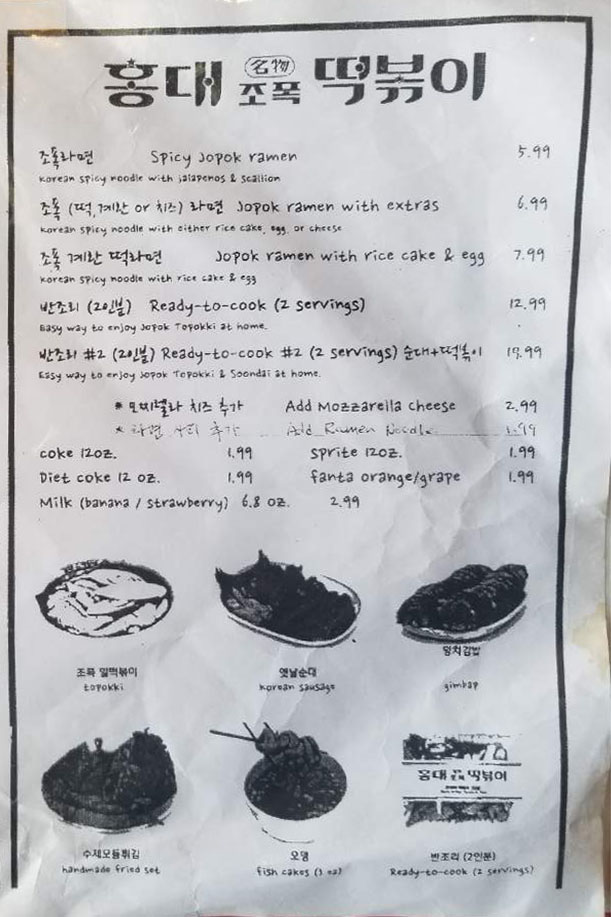 홍대 名物 조폭 떡볶이
조폭라면 Spicy Jopok ramen 5.99
Korean spicy noodle with jalapenos & scallion
조폭 (떡,계란 or 치즈) 라면 Jopok ramen with extras 6.99
Korean spicy noodle with either rice cake, egg, or cheese
조폭 계란 떡라면 Jopok ramen with rice cake & egg 7.99
Korean spicy noodle with rice cake & egg
반조리 (2인분) Ready-to-cook (2 servings) 12.99
Easy way to enjoy Jopok Topokki at home.
반조리 #2 (2인분) Ready-to-cook #2 (2 servings) 순대+떡볶이
Easy way to enjoy Jopok Topokki & Soondai at home.
* 모짜렐라 치즈 추가 Add Mozzarella cheese 2.99
* 라면 사리 추가 Add Ramen Noodle 1.99
coke 12oz. 1.99 sprite 12oz. 1.99
Diet coke 12 oz. 1.99 fanta orange/grape 1.99
Milk (banana / strawberry) 6.8 oz. 2.99
조폭 밀떡볶이 옛날순대 왕치김밥
topokki korean sausage gimbap
홍대 조폭 떡볶이
수제모듬튀김 오뎅 반조리 (2인분)
handmade fried set fish cakes (3 ea) Ready-to-cook (2 servings)